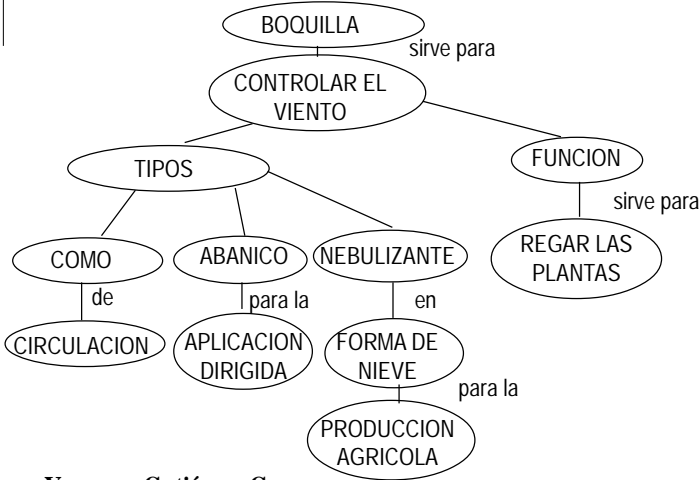 BOQUILLA
sirve para
CONTROLAR EL
VIENTO
TIPOS
FUNCION
sirve para
COMO
ABANICO
NEBULIZANTE
REGAR LAS
PLANTAS
de
para la
en
CIRCULACION
APLICACION
DIRIGIDA
FORMA DE
NIEVE
para la
PRODUCCION
AGRICOLA